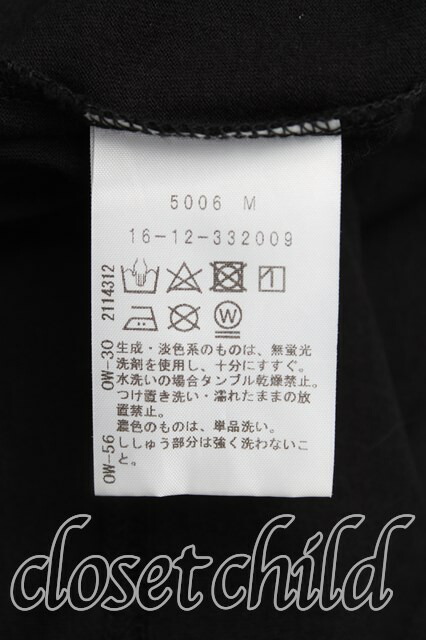 5006 M
16-12-332009
W
生成・淡色系のものは、無蛍光
洗剤を使用し、十分にすすぐ。
水洗いの場合タンブル乾燥禁止。
つけ置き洗い・濡れたままの放
置禁止。
濃色のものは、単品洗い。
ししゅう部分は強く洗わないこ
と。
OW-56 OW-30 2114312
closet child